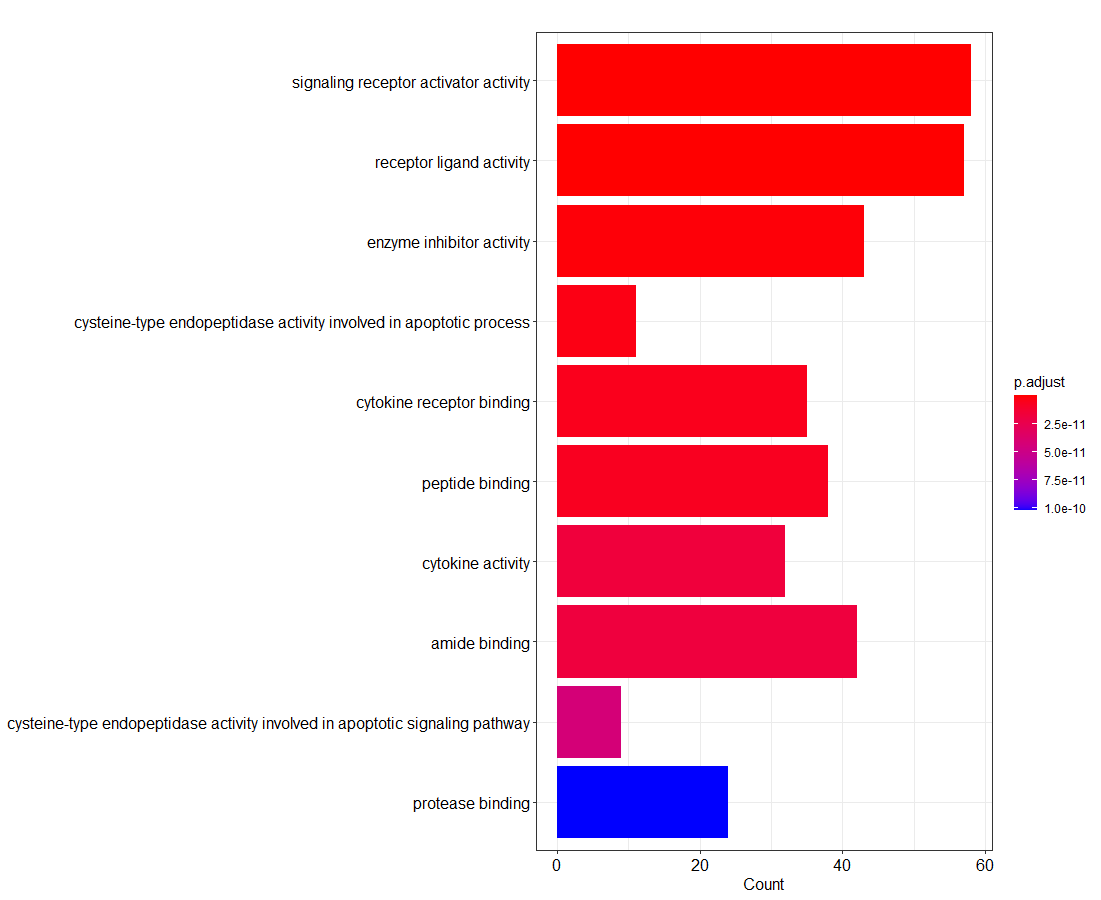 signaling receptor activator activity
receptor ligand activity
enzyme inhibitor activity
cysteine-type endopeptidase activity involved in apoptotic process
cytokine receptor binding
peptide binding
cytokine activity
amide binding
cysteine-type endopeptidase activity involved in apoptotic signaling pathway
protease binding
0 20 40 60
Count
p.adjust
2.5e-11
5.0e-11
7.5e-11
1.0e-10